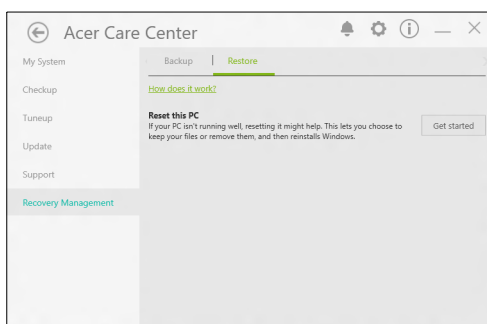 Acer Care Center
My System
Backup
Restore
Checkup
How does it work?
Reset this PC
If your PC isn't running well, resetting it might help. This lets you choose to
keep your files or remove them, and then reinstalls Windows.
Get started
Tuneup
Update
Support
Recovery Management